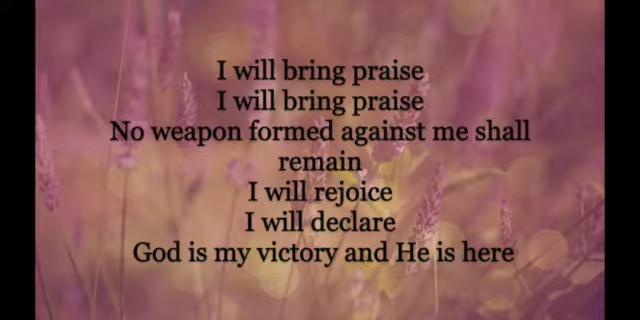 I will bring praise
I will bring praise
No weapon formed against me shall
remain
I will rejoice
I will declare
God is my victory and He is here